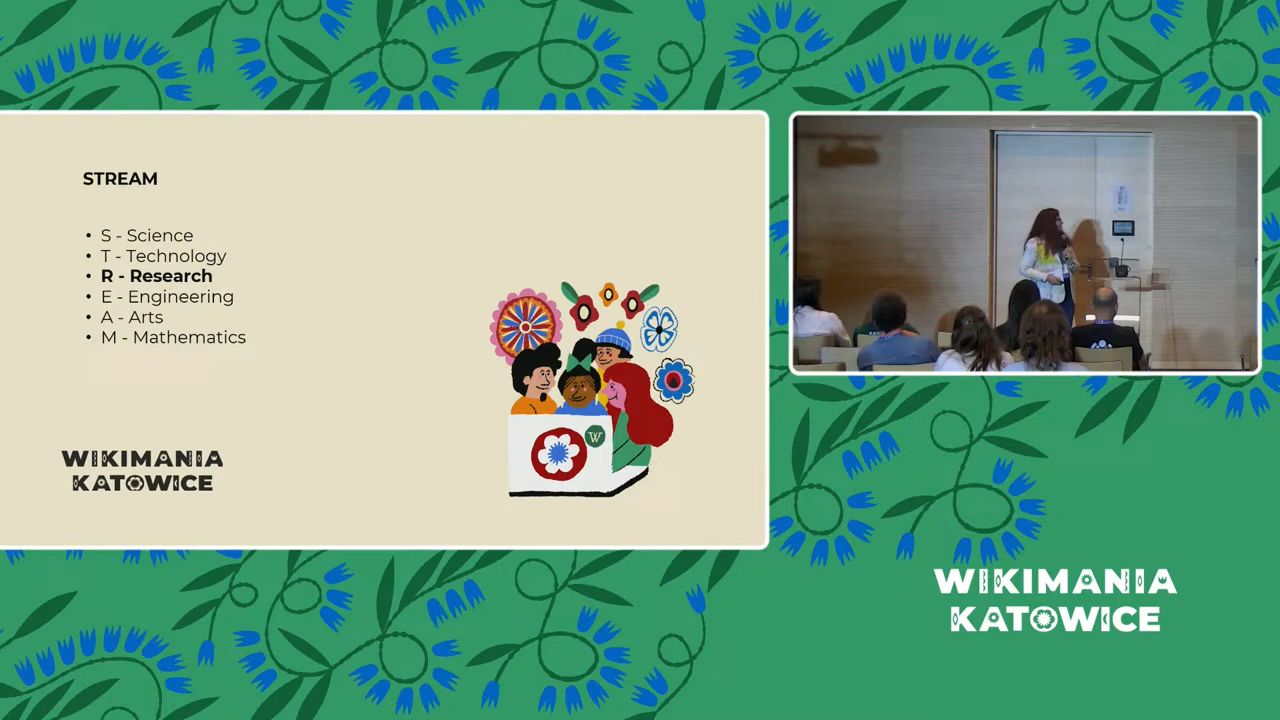 STREAM
• S - Science
• T - Technology
• R - Research
• E - Engineering
• A - Arts
• M - Mathematics
W
WIKIMANIA
KATOWICE
WIKIMANIA
KATOWICE